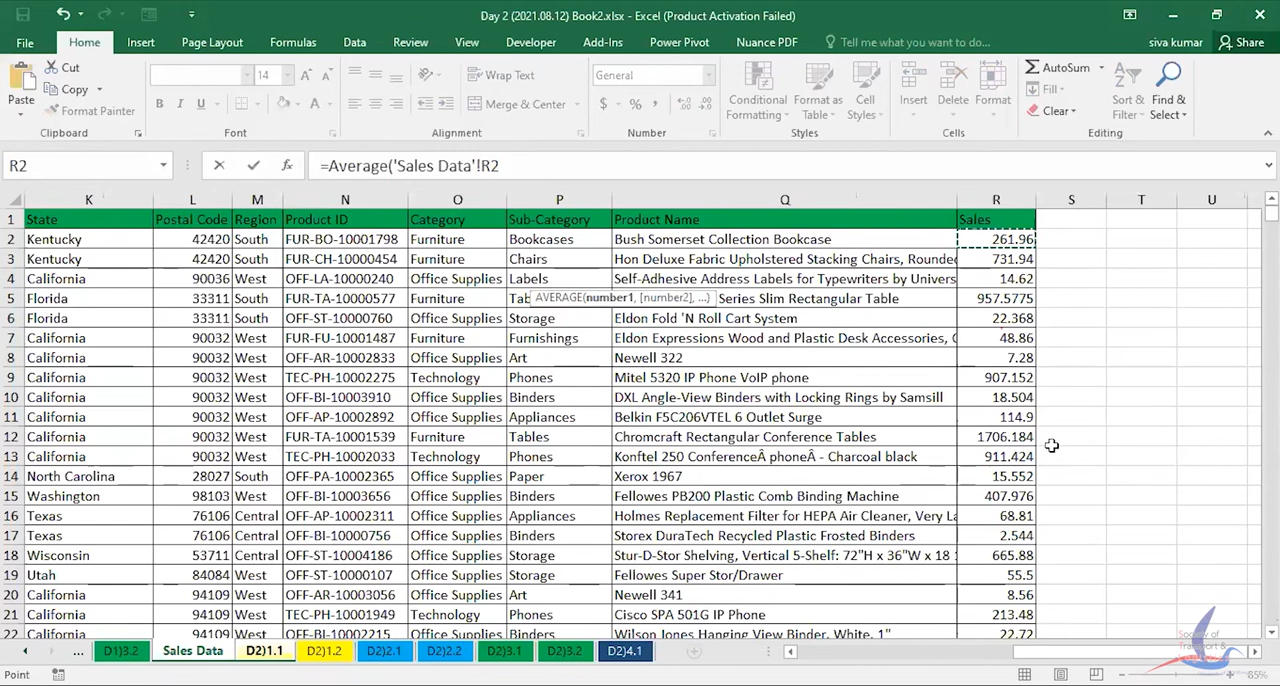 Day 2 (2021.08.12) Book2.xlsx - Excel (Product Activation Failed)
File Home Insert Page Layout Formulas Data Review View Developer Add-Ins Power Pivot Nuance PDF Tell me what you want to do... siva kumar Share
Paste Cut Copy Format Painter Clipboard
14 A A B I U A Font
Wrap Text Merge & Center Alignment
General $ % , Number
Conditional Formatting Format as Table Cell Styles Styles
Insert Delete Format Cells
AutoSum Fill Clear Sort & Filter Find & Select Editing
R2 fx =Average('Sales Data'!R2
K L M N O P Q R S T U
1 State Postal Code Region Product ID Category Sub-Category Product Name Sales
2 Kentucky 42420 South FUR-BO-10001798 Furniture Bookcases Bush Somerset Collection Bookcase 261.96
3 Kentucky 42420 South FUR-CH-10000454 Furniture Chairs Hon Deluxe Fabric Upholstered Stacking Chairs, Rounde 731.94
4 California 90036 West OFF-LA-10000240 Office Supplies Labels Self-Adhesive Address Labels for Typewriters by Univers 14.62
5 Florida 33311 South FUR-TA-10000577 Furniture Tab AVERAGE(number1, [number2], ...) Series Slim Rectangular Table 957.5775
6 Florida 33311 South OFF-ST-10000760 Office Supplies Storage Eldon Fold 'N Roll Cart System 22.368
7 California 90032 West FUR-FU-10001487 Furniture Furnishings Eldon Expressions Wood and Plastic Desk Accessories, C 48.86
8 California 90032 West OFF-AR-10002833 Office Supplies Art Newell 322 7.28
9 California 90032 West TEC-PH-10002275 Technology Phones Mitel 5320 IP Phone VoIP phone 907.152
10 California 90032 West OFF-BI-10003910 Office Supplies Binders DXL Angle-View Binders with Locking Rings by Samsill 18.504
11 California 90032 West OFF-AP-10002892 Office Supplies Appliances Belkin F5C206VTEL 6 Outlet Surge 114.9
12 California 90032 West FUR-TA-10001539 Furniture Tables Chromcraft Rectangular Conference Tables 1706.184
13 California 90032 West TEC-PH-10002033 Technology Phones Konftel 250 ConferenceÂ phoneÂ - Charcoal black 911.424
14 North Carolina 28027 South OFF-PA-10002365 Office Supplies Paper Xerox 1967 15.552
15 Washington 98103 West OFF-BI-10003656 Office Supplies Binders Fellowes PB200 Plastic Comb Binding Machine 407.976
16 Texas 76106 Central OFF-AP-10002311 Office Supplies Appliances Holmes Replacement Filter for HEPA Air Cleaner, Very La 68.81
17 Texas 76106 Central OFF-BI-10000756 Office Supplies Binders Storex DuraTech Recycled Plastic Frosted Binders 2.544
18 Wisconsin 53711 Central OFF-ST-10004186 Office Supplies Storage Stur-D-Stor Shelving, Vertical 5-Shelf: 72"H x 36"W x 18 1 665.88
19 Utah 84084 West OFF-ST-10000107 Office Supplies Storage Fellowes Super Stor/Drawer 55.5
20 California 94109 West OFF-AR-10003056 Office Supplies Art Newell 341 8.56
21 California 94109 West TEC-PH-10001949 Technology Phones Cisco SPA 501G IP Phone 213.48
22 California 94109 West OFF-BI-10002215 Office Supplies Binders Wilson Jones Hanging View Binder, White, 1" 22.72
... D1)3.2 Sales Data D2)1.1 D2)1.2 D2)2.1 D2)2.2 D2)3.1 D2)3.2 D2)4.1
Society of
Transport &
Point 85%